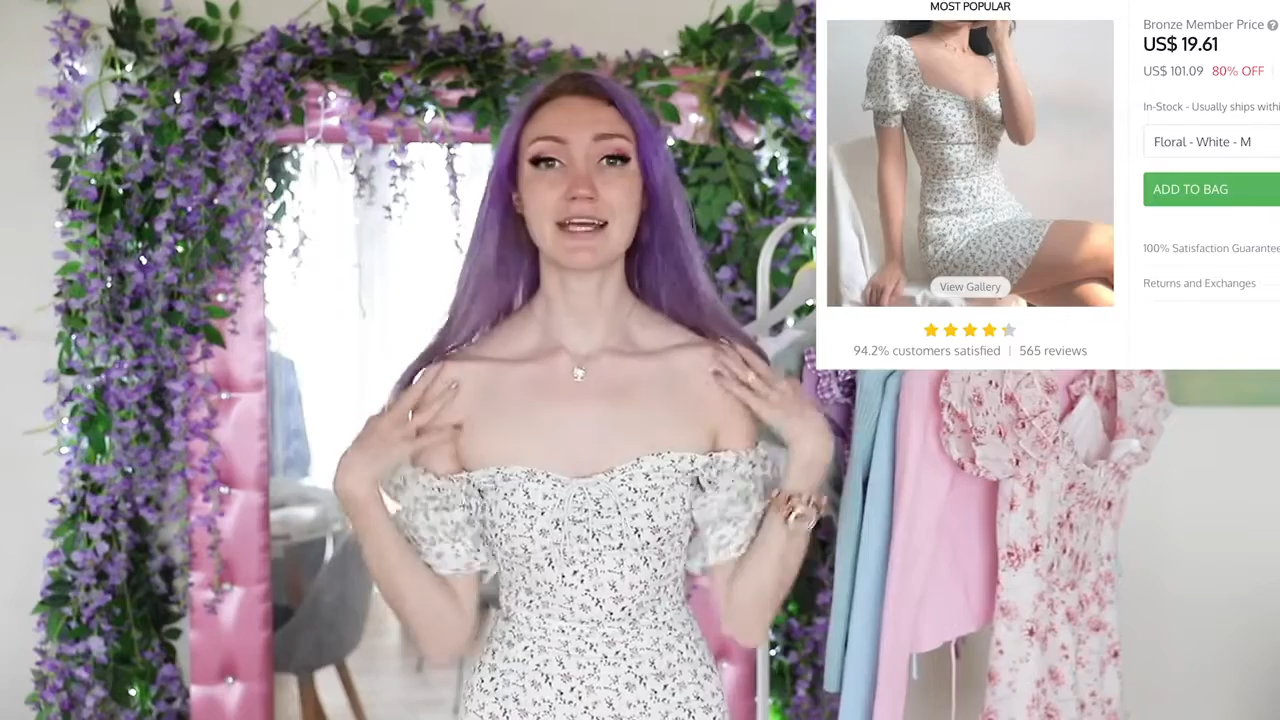 MOST POPULAR
View Gallery
94.2% customers satisfied | 565 reviews
Bronze Member Price ?
US$ 19.61
US$ 101.09 80% OFF
In-Stock - Usually ships withi
Floral - White - M
ADD TO BAG
100% Satisfaction Guarantee
Returns and Exchanges